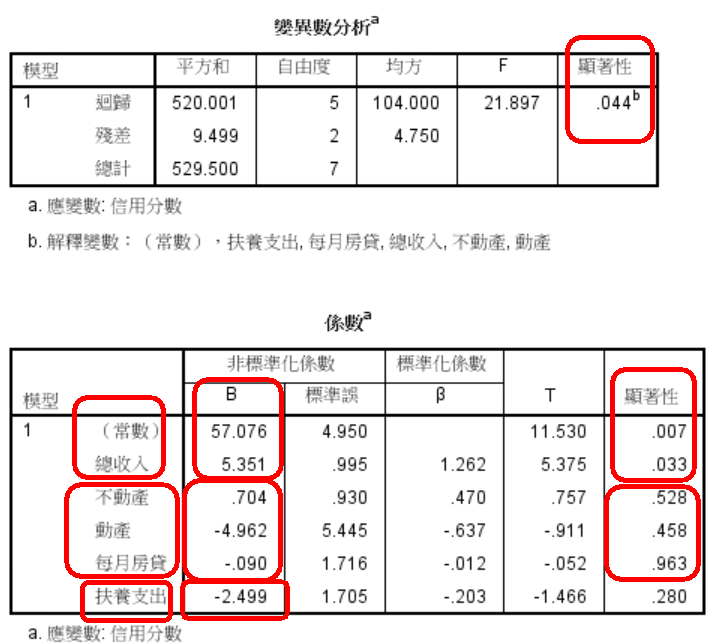 變異數分析a
模型 平方和 自由度 均方 F 顯著性
1 迴歸 520.001 5 104.000 21.897 .044b
殘差 9.499 2 4.750
總計 529.500 7
a. 應變數: 信用分數
b. 解釋變數：（常數），扶養支出, 每月房貸, 總收入, 不動產, 動產
係數a
非標準化係數 標準化係數
模型 B 標準誤 β T 顯著性
1 （常數） 57.076 4.950 11.530 .007
總收入 5.351 .995 1.262 5.375 .033
不動產 .704 .930 .470 .757 .528
動產 -4.962 5.445 -.637 -.911 .458
每月房貸 -.090 1.716 -.012 -.052 .963
扶養支出 -2.499 1.705 -.203 -1.466 .280
a. 應變數: 信用分數